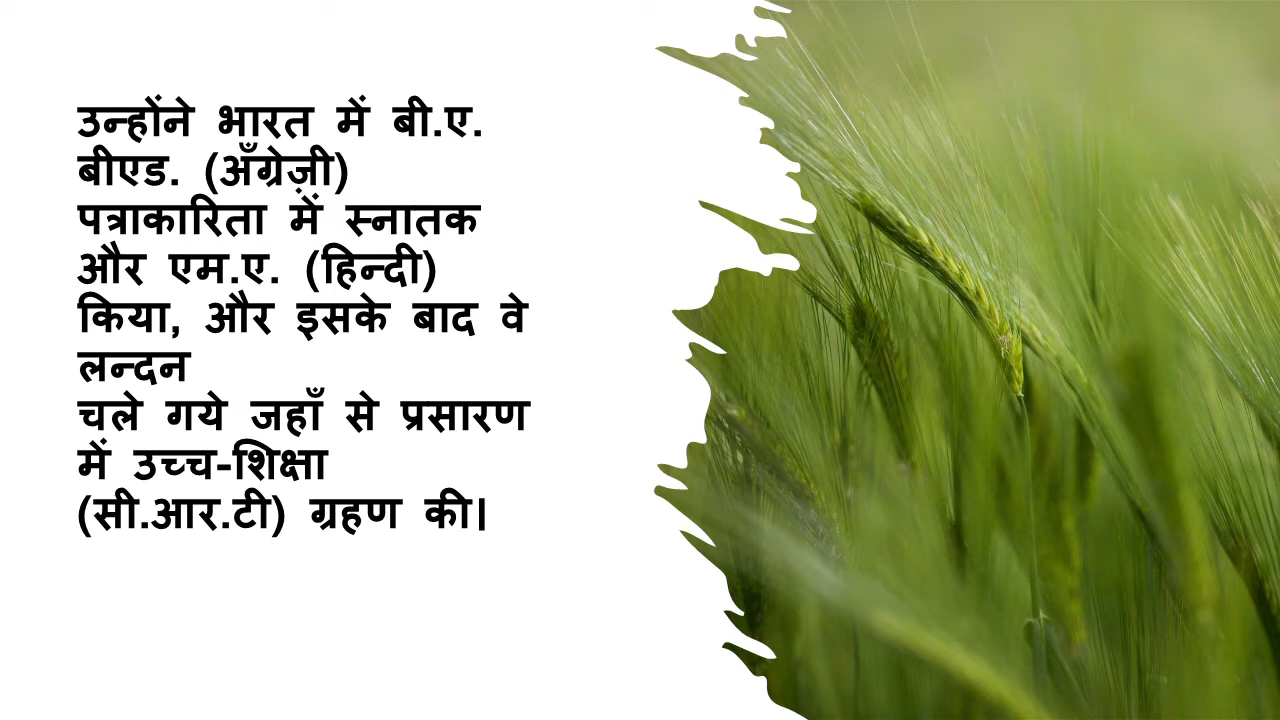 उन्होंने भारत में बी.ए.
बीएड. (अँग्रेज़ी)
पत्राकारिता में स्नातक
और एम.ए. (हिन्दी)
किया, और इसके बाद वे
लन्दन
चले गये जहाँ से प्रसारण
में उच्च-शिक्षा
(सी.आर.टी) ग्रहण की।